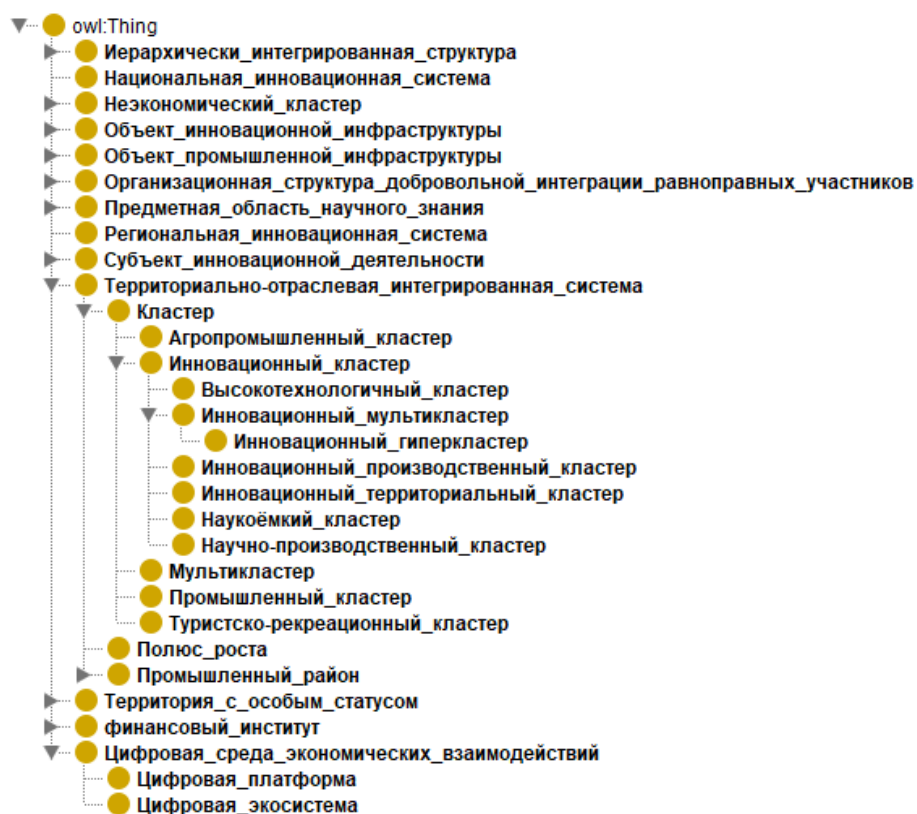 owl:Thing
Иерархически_интегрированная_структура
Национальная_инновационная_система
Неэкономический_кластер
Объект_инновационной_инфраструктуры
Объект_промышленной_инфраструктуры
Организационная_структура_добровольной_интеграции_равноправных_участников
Предметная_область_научного_знания
Региональная_инновационная_система
Субъект_инновационной_деятельности
Территориально-отраслевая_интегрированная_система
Кластер
Агропромышленный_кластер
Инновационный_кластер
Высокотехнологичный_кластер
Инновационный_мультикластер
Инновационный_гиперкластер
Инновационный_производственный_кластер
Инновационный_территориальный_кластер
Наукоёмкий_кластер
Научно-производственный_кластер
Мультикластер
Промышленный_кластер
Туристско-рекреационный_кластер
Полюс_роста
Промышленный_район
Территория_с_особым_статусом
финансовый_институт
Цифровая_среда_экономических_взаимодействий
Цифровая_платформа
Цифровая_экосистема